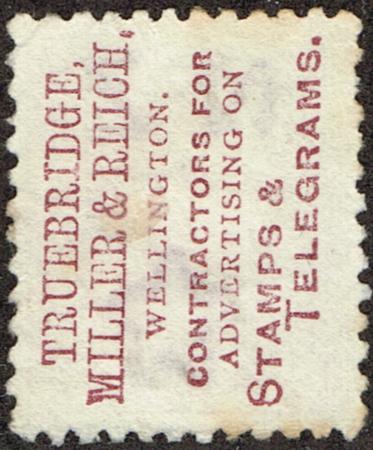 TRUEBRIDGE,
MILLER & REICH,
WELLINGTON.
CONTRACTORS FOR
ADVERTISING ON
STAMPS &
TELEGRAMS.